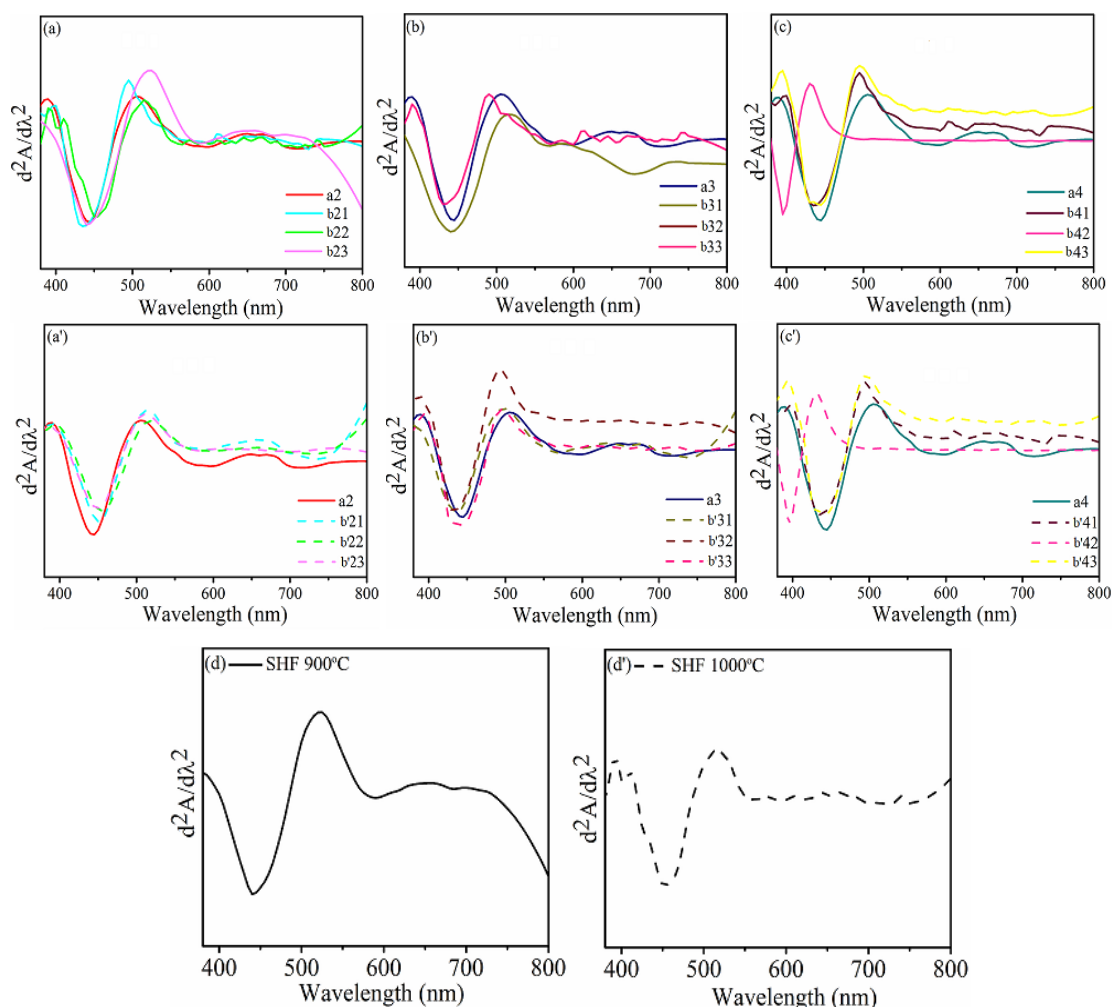 (a)
d²A/dλ²
a2
b21
b22
b23
400 500 600 700 800
Wavelength (nm)
(b)
d²A/dλ²
a3
b31
b32
b33
400 500 600 700 800
Wavelength (nm)
(c)
d²A/dλ²
a4
b41
b42
b43
400 500 600 700 800
Wavelength (nm)
(a')
d²A/dλ²
a2
b'21
b'22
b'23
400 500 600 700 800
Wavelength (nm)
(b')
d²A/dλ²
a3
b'31
b'32
b'33
400 500 600 700 800
Wavelength (nm)
(c')
d²A/dλ²
a4
b'41
b'42
b'43
400 500 600 700 800
Wavelength (nm)
(d) SHF 900ºC
d²A/dλ²
400 500 600 700 800
Wavelength (nm)
(d') SHF 1000ºC
d²A/dλ²
400 500 600 700 800
Wavelength (nm)